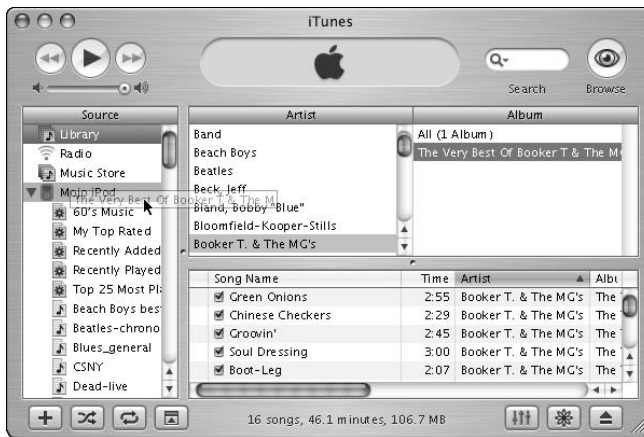 iTunes
Q
Search
Browse
Source
Library
Radio
Music Store
Mojo iPod
The Very Best Of Booker T & The M
60's Music
My Top Rated
Recently Added
Recently Played
Top 25 Most Pl
Beach Boys bes
Beatles-chrono
Blues_general
CSNY
Dead-live
Artist
Band
Beach Boys
Beatles
Beck, Jeff
Bland, Bobby "Blue"
Bloomfield-Kooper-Stills
Booker T. & The MG's
Album
All (1 Album)
The Very Best Of Booker T & The M
Song Name Time Artist Albu
Green Onions 2:55 Booker T. & The MG's The
Chinese Checkers 2:29 Booker T. & The MG's The
Groovin' 2:45 Booker T. & The MG's The
Soul Dressing 3:00 Booker T. & The MG's The
Boot-Leg 2:07 Booker T. & The MG's The
16 songs, 46.1 minutes, 106.7 MB